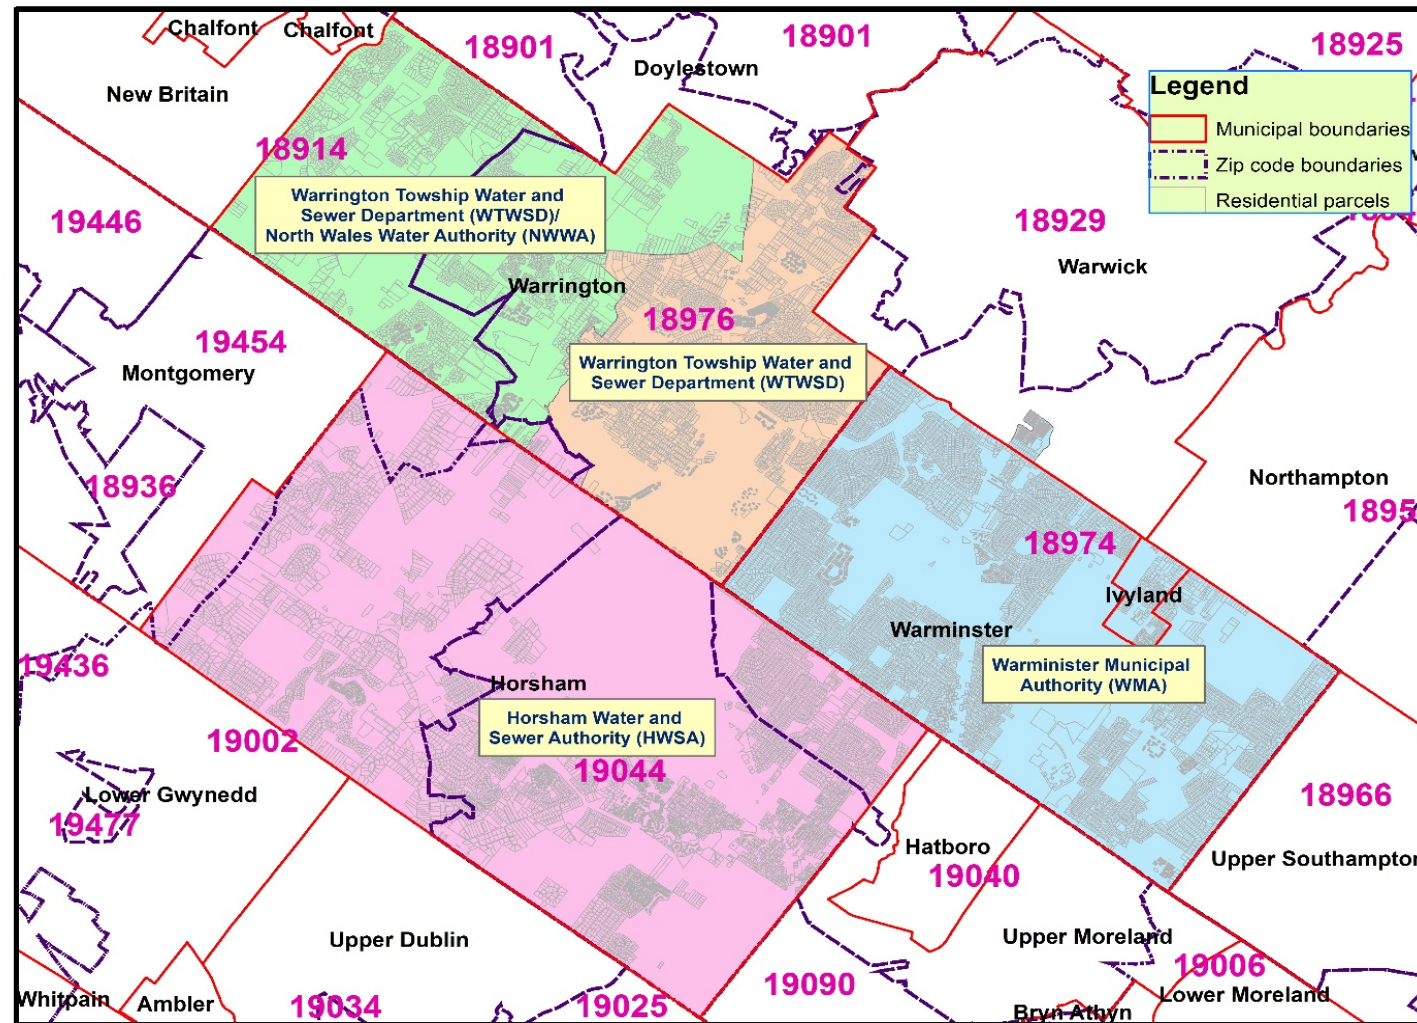 Chalfont
Chalfont
18901
18901
18925
New Britain
Doylestown
Legend
Municipal boundaries
Zip code boundaries
Residential parcels
18914
Warrington Towship Water and
Sewer Department (WTWSD)/
North Wales Water Authority (NWWA)
19446
18929
Warwick
Warrington
18976
19454
Montgomery
Warrington Towship Water and
Sewer Department (WTWSD)
18936
Northampton
1895
18974
Ivyland
Warminster
Warminister Municipal
Authority (WMA)
19436
Horsham
Horsham Water and
Sewer Authority (HWSA)
19002
19044
Lower Gwynedd
19477
18966
Hatboro
19040
Upper Southampton
Upper Dublin
Upper Moreland
19006
19090
Lower Moreland
Whitpain
Ambler
19034
19025
Bryn Athyn